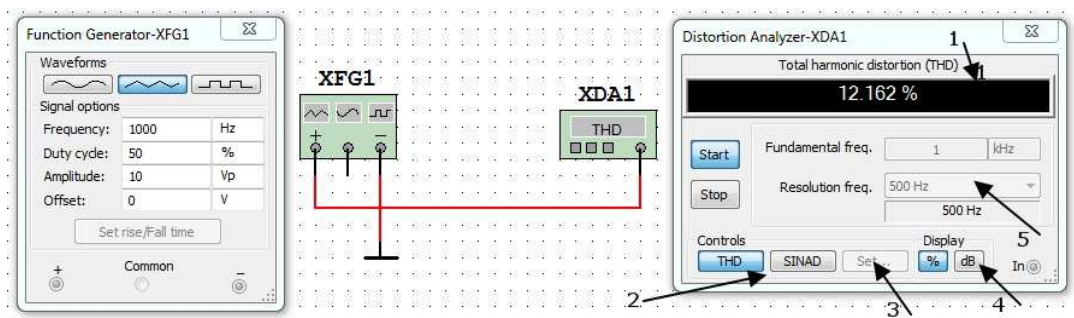 Function Generator-XFG1
Waveforms
Signal options
Frequency: 1000 Hz
Duty cycle: 50 %
Amplitude: 10 Vp
Offset: 0 V
Set rise/Fall time
+ Common −
XFG1
+ −
XDA1
THD
Distortion Analyzer-XDA1
1
Total harmonic distortion (THD)
1
12.162 %
Start
Stop
Fundamental freq. 1 kHz
Resolution freq. 500 Hz
500 Hz
5
Controls
Display
THD SINAD Set... % dB In
2 3 4